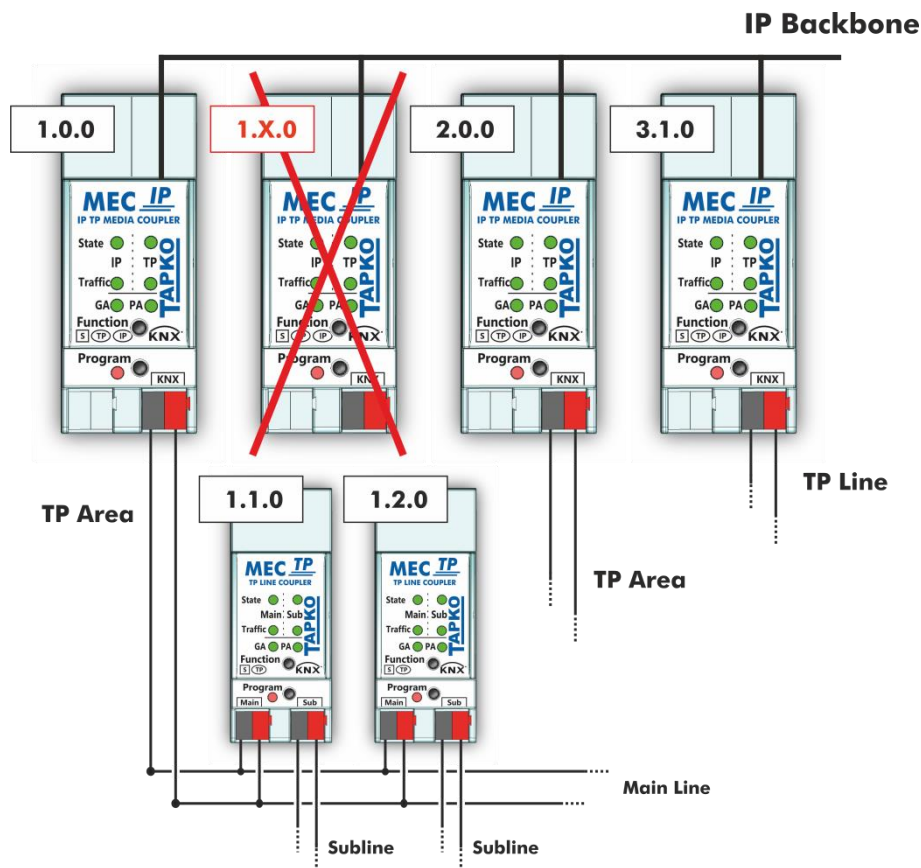 IP Backbone
1.0.0
1.X.0
2.0.0
3.1.0
MEC IP
IP TP MEDIA COUPLER
State
IP TP
Traffic
GA PA
TAPKO
Function
S TP IP KNX
Program
KNX
MEC IP
IP TP MEDIA COUPLER
State
IP TP
Traffic
GA PA
TAPKO
Function
S TP IP KNX
Program
KNX
MEC IP
IP TP MEDIA COUPLER
State
IP TP
Traffic
GA PA
TAPKO
Function
S TP IP KNX
Program
KNX
MEC IP
IP TP MEDIA COUPLER
State
IP TP
Traffic
GA PA
TAPKO
Function
S TP IP KNX
Program
KNX
TP Area
1.1.0
1.2.0
TP Area
TP Line
MEC TP
TP LINE COUPLER
State
Main Sub
Traffic
GA PA
TAPKO
Function
S TP KNX
Program
Main Sub
MEC TP
TP LINE COUPLER
State
Main Sub
Traffic
GA PA
TAPKO
Function
S TP KNX
Program
Main Sub
Main Line
Subline
Subline